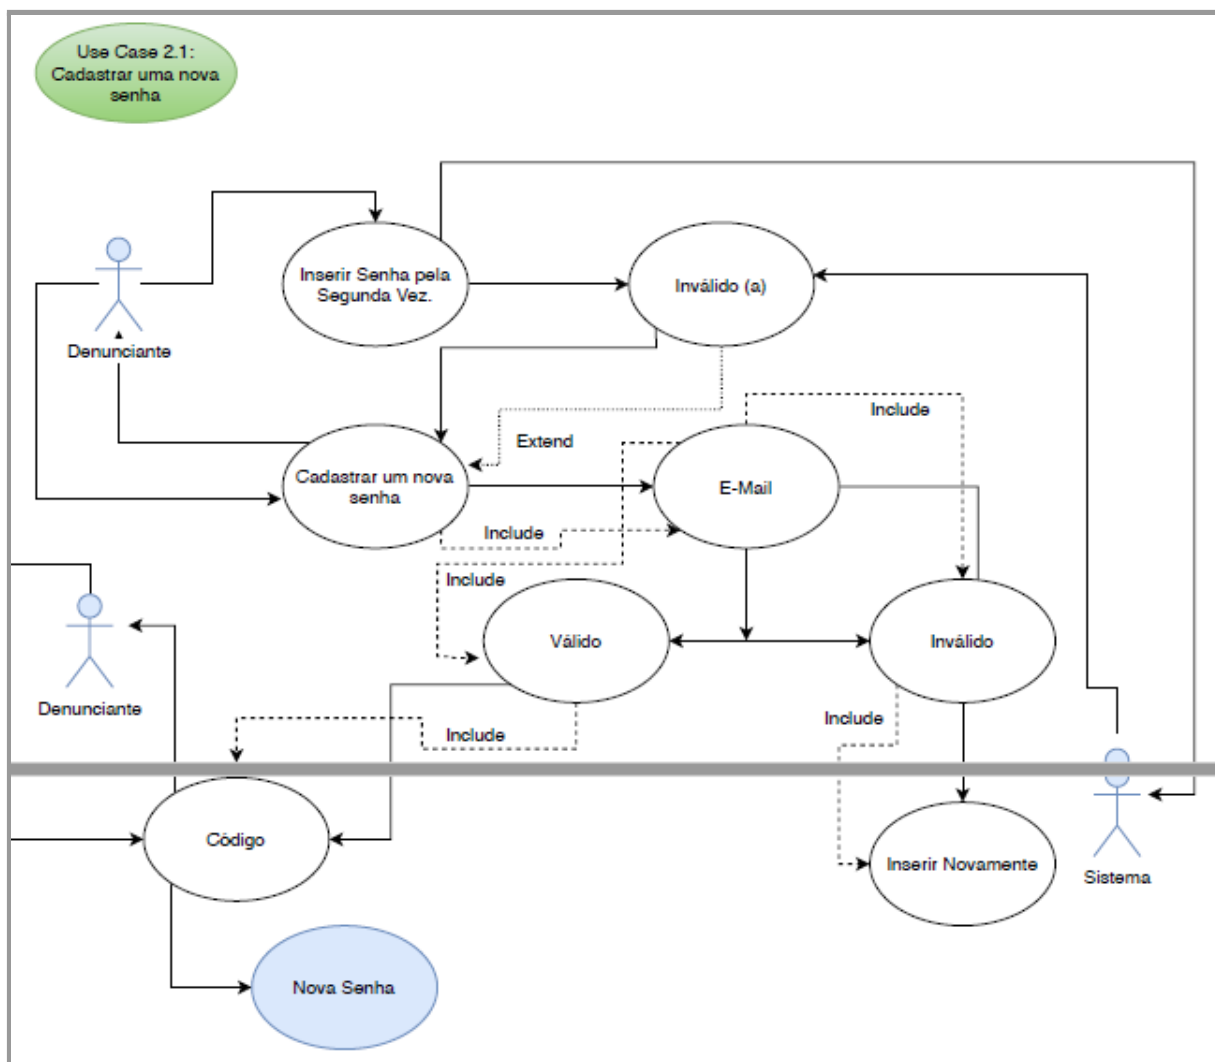 Use Case 2.1:
Cadastrar uma nova
senha
Inserir Senha pela
Segunda Vez.
Inválido (a)
Denunciante
Include
Extend
Cadastrar um nova
senha
E-Mail
Include
Include
Válido
Inválido
Denunciante
Include
Include
Código
Inserir Novamente
Sistema
Nova Senha